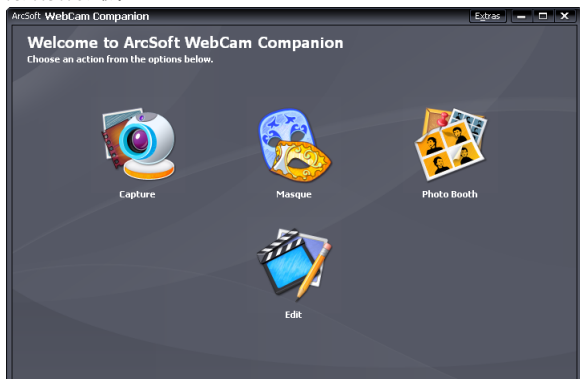 ArcSoft WebCam Companion
Extras
Welcome to ArcSoft WebCam Companion
Choose an action from the options below.
Capture
Masque
Photo Booth
Edit